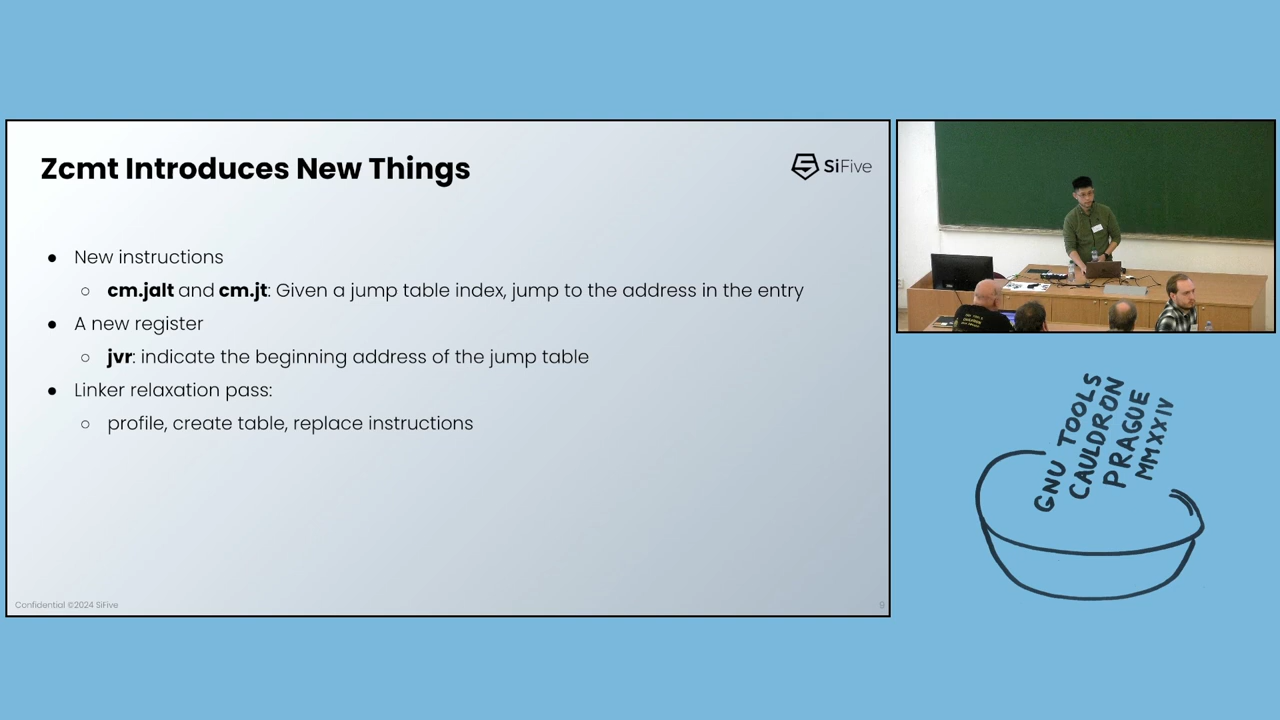 Zcmt Introduces New Things
SiFive
● New instructions
○ cm.jalt and cm.jt: Given a jump table index, jump to the address in the entry
● A new register
○ jvr: indicate the beginning address of the jump table
● Linker relaxation pass:
○ profile, create table, replace instructions
Confidential ©2024 SiFive
9
GNU TOOLS
CAULDRON
PRAGUE
MMXXIV